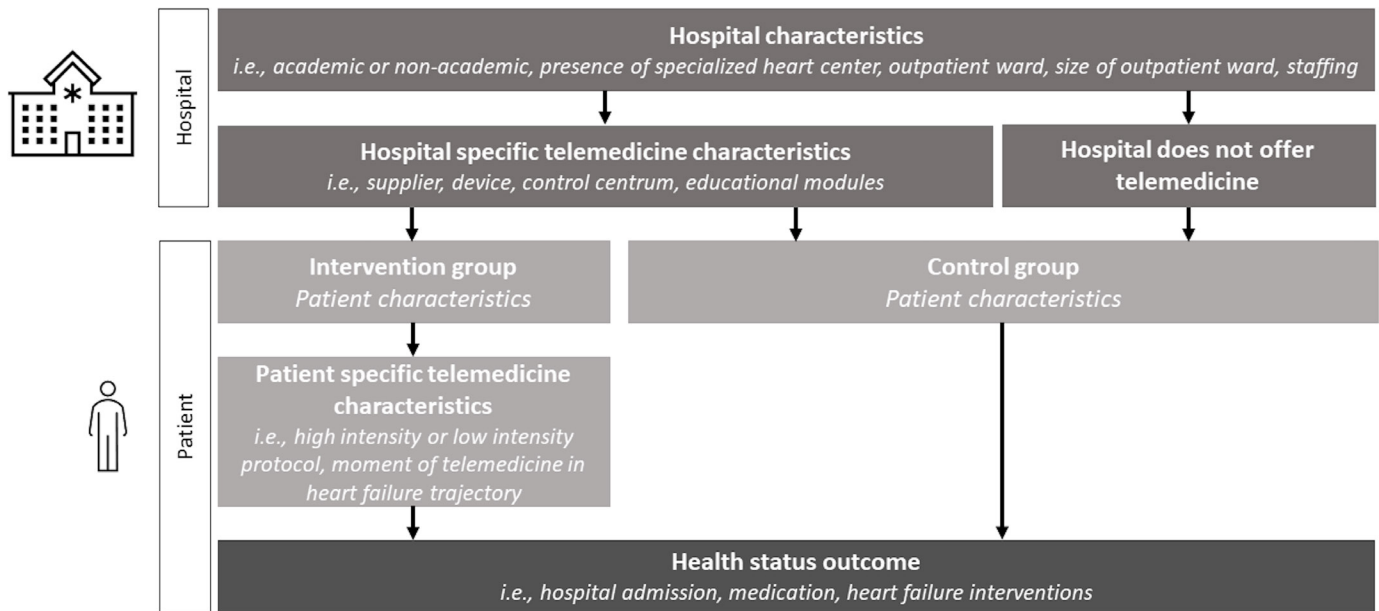 Hospital
Hospital characteristics
i.e., academic or non-academic, presence of specialized heart center, outpatient ward, size of outpatient ward, staffing
Hospital specific telemedicine characteristics
i.e., supplier, device, control centrum, educational modules
Hospital does not offer
telemedicine
Patient
Intervention group
Patient characteristics
Control group
Patient characteristics
Patient specific telemedicine
characteristics
i.e., high intensity or low intensity
protocol, moment of telemedicine in
heart failure trajectory
Health status outcome
i.e., hospital admission, medication, heart failure interventions